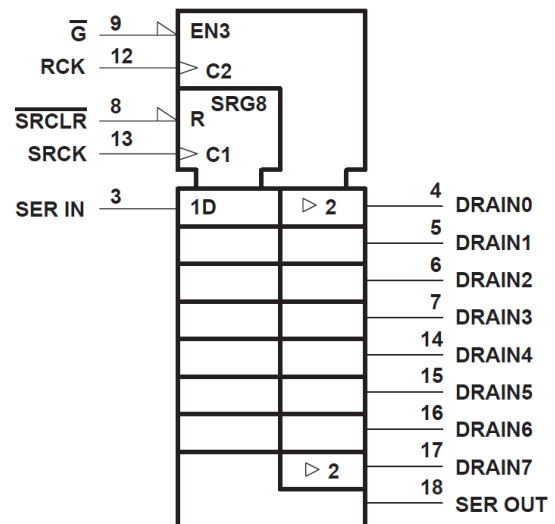 G̅ 9 EN3
RCK 12 C2
SRG8
S̅R̅C̅L̅R̅ 8 R
SRCK 13 C1
SER IN 3 1D 2 4 DRAIN0
5 DRAIN1
6 DRAIN2
7 DRAIN3
14 DRAIN4
15 DRAIN5
16 DRAIN6
2 17 DRAIN7
18 SER OUT